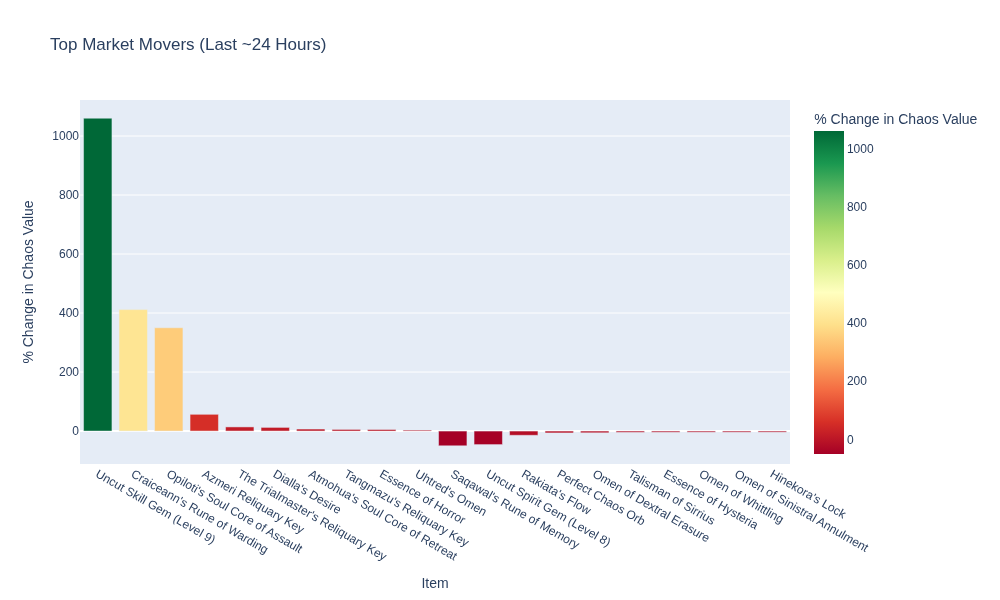 Top Market Movers (Last ~24 Hours)
% Change in Chaos Value
1000
800
600
400
200
0
% Change in Chaos Value
1000
800
600
400
200
0
Uncut Skill Gem (Level 9)
Craiceann's Rune of Warding
Opiloti's Soul Core of Assault
Azmeri Reliquary Key
The Trialmaster's Reliquary Key
Dialla's Desire
Atmohua's Soul Core of Retreat
Tangmazu's Reliquary Key
Essence of Horror
Uhtred's Omen
Saqawal's Rune of Memory
Uncut Spirit Gem (Level 8)
Rakiata's Flow
Perfect Chaos Orb
Omen of Dextral Erasure
Talisman of Sirrius
Essence of Hysteria
Omen of Whittling
Omen of Sinistral Annulment
Hinekora's Lock
Item